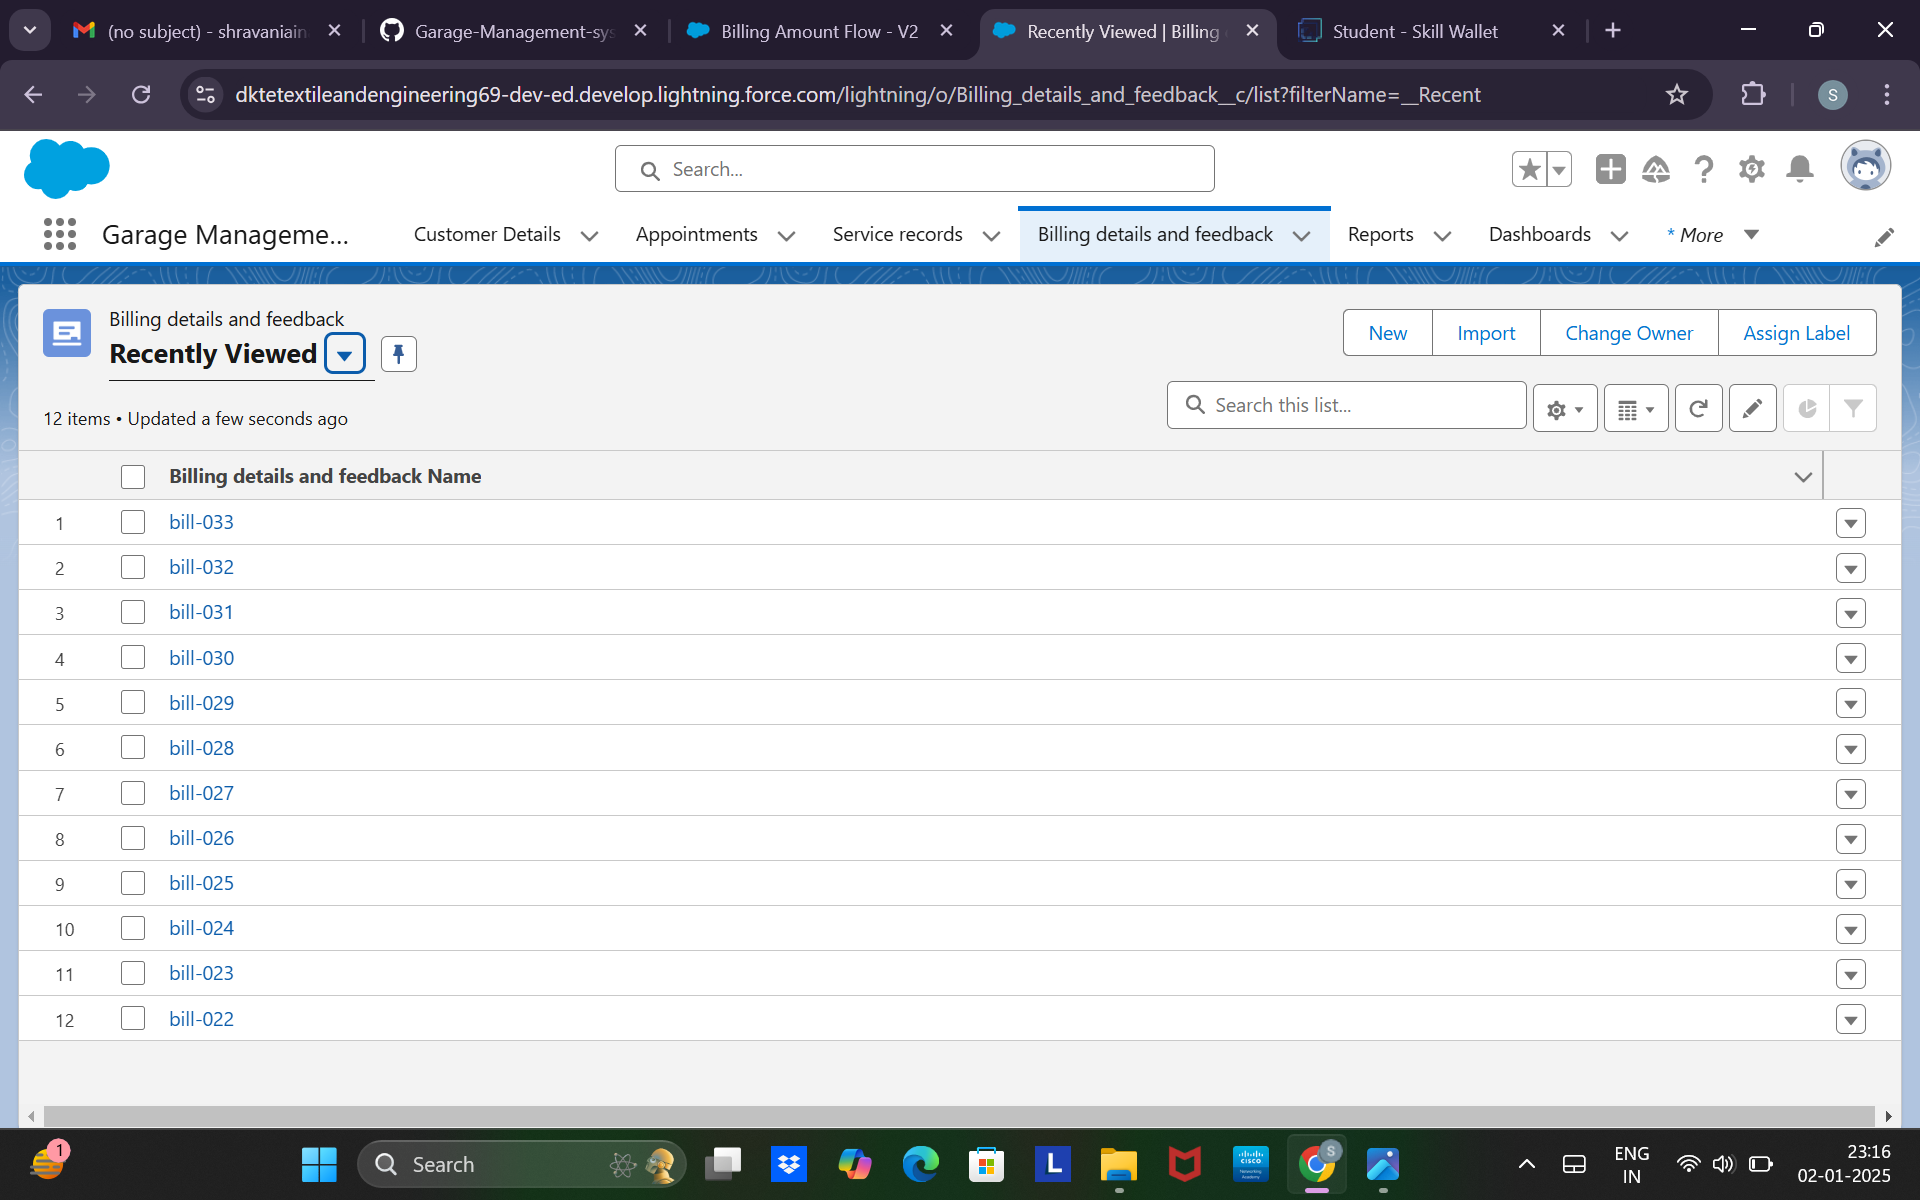 (no subject) - shravaniain
Garage-Management-sys
Billing Amount Flow - V2
Recently Viewed | Billing
Student - Skill Wallet
dktetextileandengineering69-dev-ed.develop.lightning.force.com/lightning/o/Billing_details_and_feedback__c/list?filterName=__Recent
S
Search...
Garage Manageme...
Customer Details
Appointments
Service records
Billing details and feedback
Reports
Dashboards
* More
Billing details and feedback
Recently Viewed
New
Import
Change Owner
Assign Label
12 items • Updated a few seconds ago
Search this list...
Billing details and feedback Name
1 bill-033
2 bill-032
3 bill-031
4 bill-030
5 bill-029
6 bill-028
7 bill-027
8 bill-026
9 bill-025
10 bill-024
11 bill-023
12 bill-022
1
Search
L
CISCO
S
ENG
IN
23:16
02-01-2025